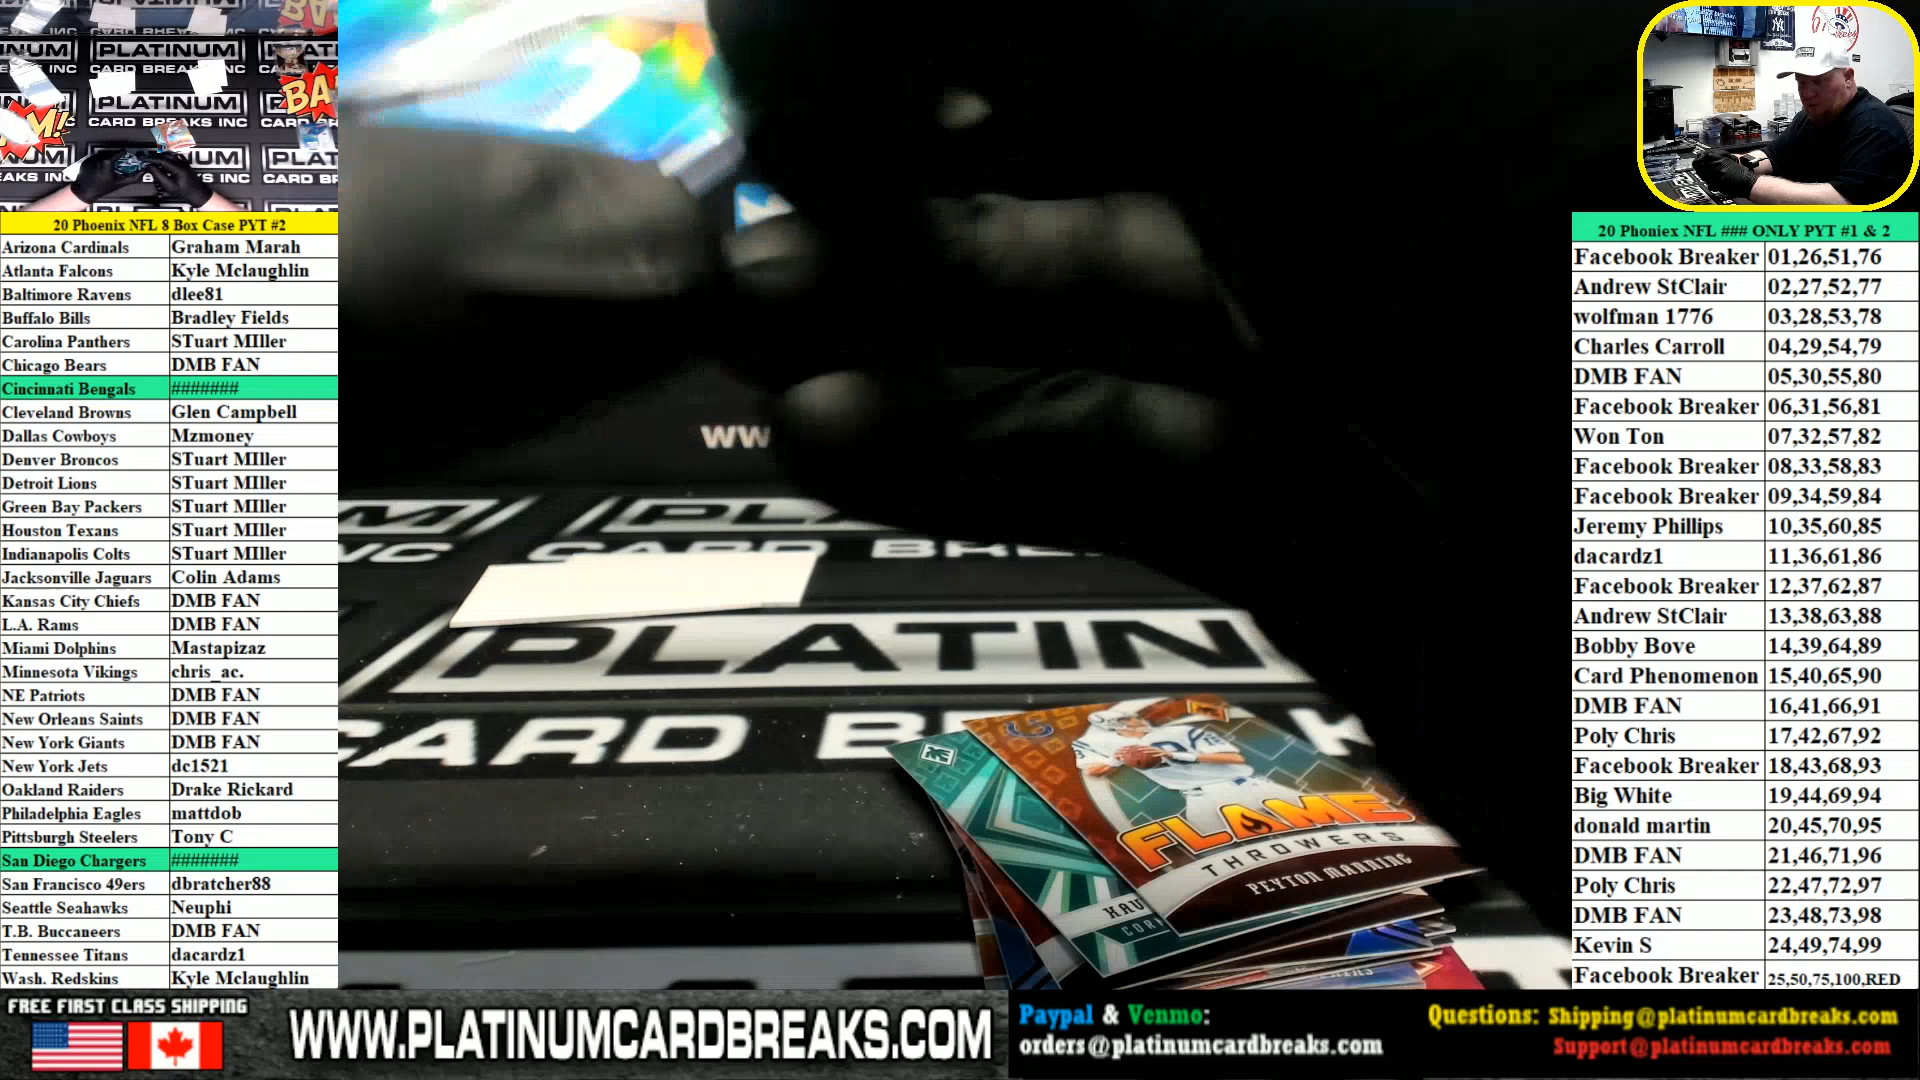 PLATINUM
CARD BREAKS INC
PLATINUM
CARD BREAKS INC
20 Phoenix NFL 8 Box Case PYT #2
Arizona Cardinals Graham Marah
Atlanta Falcons Kyle Mclaughlin
Baltimore Ravens dlee81
Buffalo Bills Bradley Fields
Carolina Panthers STuart MIller
Chicago Bears DMB FAN
Cincinnati Bengals #######
Cleveland Browns Glen Campbell
Dallas Cowboys Mzmoney
Denver Broncos STuart MIller
Detroit Lions STuart MIller
Green Bay Packers STuart MIller
Houston Texans STuart MIller
Indianapolis Colts STuart MIller
Jacksonville Jaguars Colin Adams
Kansas City Chiefs DMB FAN
L.A. Rams DMB FAN
Miami Dolphins Mastapizaz
Minnesota Vikings chris_ac.
NE Patriots DMB FAN
New Orleans Saints DMB FAN
New York Giants DMB FAN
New York Jets dc1521
Oakland Raiders Drake Rickard
Philadelphia Eagles mattdob
Pittsburgh Steelers Tony C
San Diego Chargers #######
San Francisco 49ers dbratcher88
Seattle Seahawks Neuphi
T.B. Buccaneers DMB FAN
Tennessee Titans dacardz1
Wash. Redskins Kyle Mclaughlin
WW
PLATIN
CARD B
FLAME
THROWERS
PEYTON MANNING
20 Phoniex NFL ### ONLY PYT #1 & 2
Facebook Breaker 01,26,51,76
Andrew StClair 02,27,52,77
wolfman 1776 03,28,53,78
Charles Carroll 04,29,54,79
DMB FAN 05,30,55,80
Facebook Breaker 06,31,56,81
Won Ton 07,32,57,82
Facebook Breaker 08,33,58,83
Facebook Breaker 09,34,59,84
Jeremy Phillips 10,35,60,85
dacardz1 11,36,61,86
Facebook Breaker 12,37,62,87
Andrew StClair 13,38,63,88
Bobby Bove 14,39,64,89
Card Phenomenon 15,40,65,90
DMB FAN 16,41,66,91
Poly Chris 17,42,67,92
Facebook Breaker 18,43,68,93
Big White 19,44,69,94
donald martin 20,45,70,95
DMB FAN 21,46,71,96
Poly Chris 22,47,72,97
DMB FAN 23,48,73,98
Kevin S 24,49,74,99
Facebook Breaker 25,50,75,100,RED
FREE FIRST CLASS SHIPPING
WWW.PLATINUMCARDBREAKS.COM
Paypal & Venmo:
orders@platinumcardbreaks.com
Questions: Shipping@platinumcardbreaks.com
Support@platinumcardbreaks.com